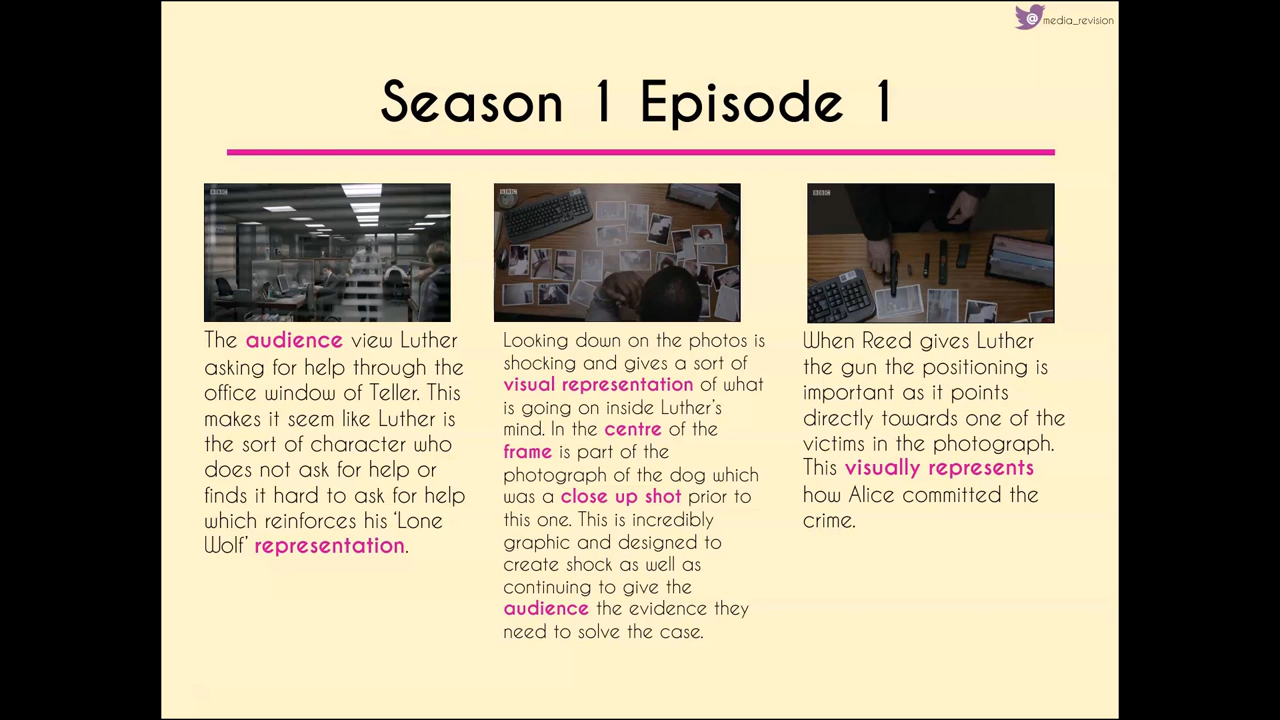 @media_revision
Season 1 Episode 1
BBC
BBC
BBC
The audience view Luther
asking for help through the
office window of Teller. This
makes it seem like Luther is
the sort of character who
does not ask for help or
finds it hard to ask for help
which reinforces his ‘Lone
Wolf’ representation.
Looking down on the photos is
shocking and gives a sort of
visual representation of what
is going on inside Luther’s
mind. In the centre of the
frame is part of the
photograph of the dog which
was a close up shot prior to
this one. This is incredibly
graphic and designed to
create shock as well as
continuing to give the
audience the evidence they
need to solve the case.
When Reed gives Luther
the gun the positioning is
important as it points
directly towards one of the
victims in the photograph.
This visually represents
how Alice committed the
crime.